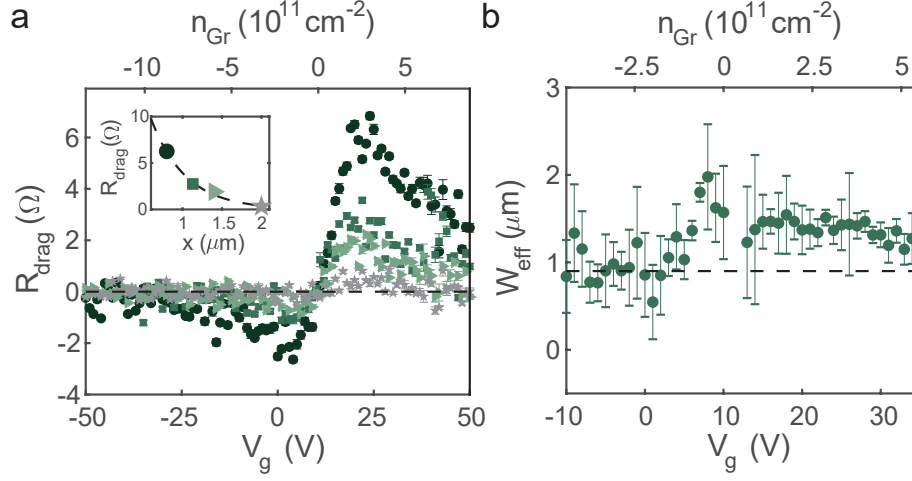 a
n_Gr (10^11 cm^-2)
-10 -5 0 5
R_drag (Ω)
6
4
2
0
-2
-4
-50 -25 0 25 50
V_g (V)
R_drag (Ω)
10
5
0
1 1.5 2
x (μm)
b
n_Gr (10^11 cm^-2)
-2.5 0 2.5 5
W_eff (μm)
3
2
1
0
-10 0 10 20 30
V_g (V)